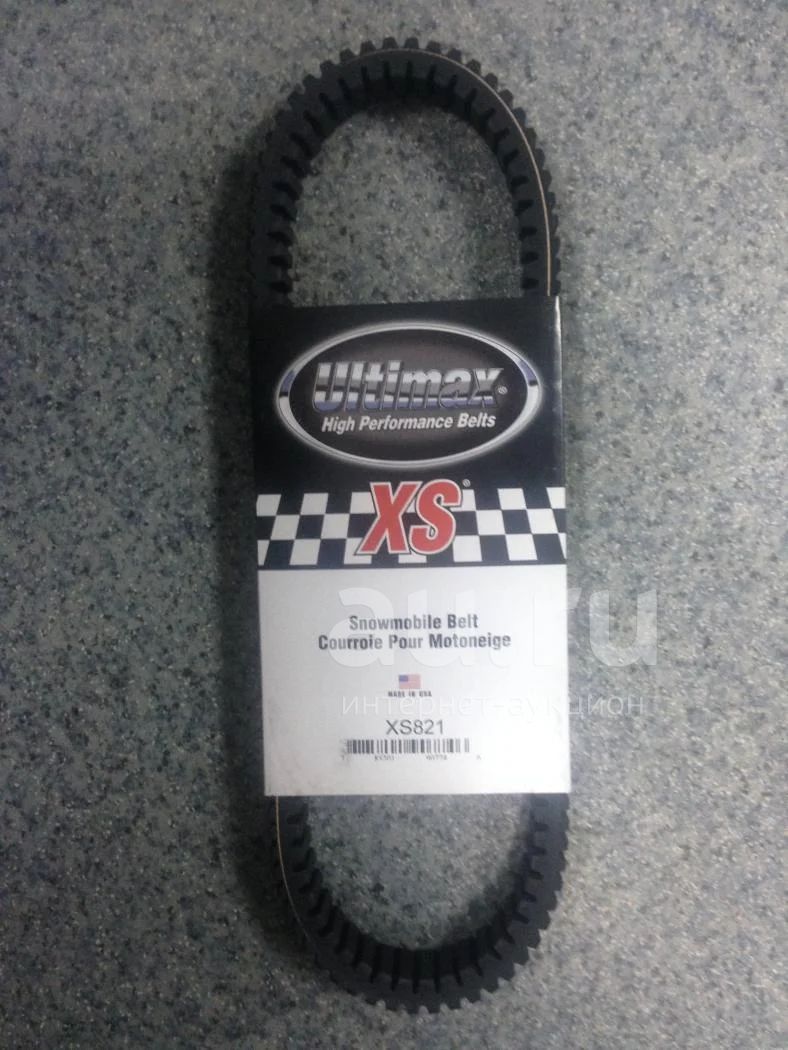 Ultimax®
High Performance Belts
XS®
Snowmobile Belt
Courroie Pour Motoneige
au.ru
MADE IN USA
интернет-аукцион
XS821